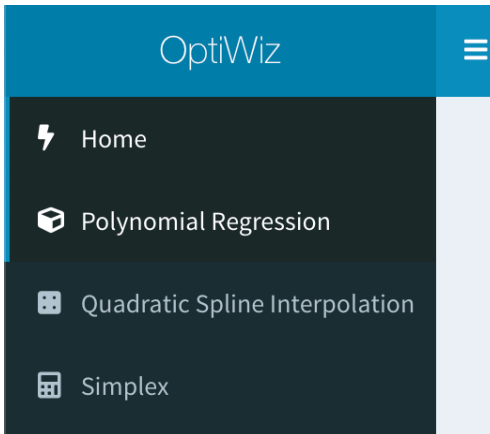 OptiWiz
Home
Polynomial Regression
Quadratic Spline Interpolation
Simplex